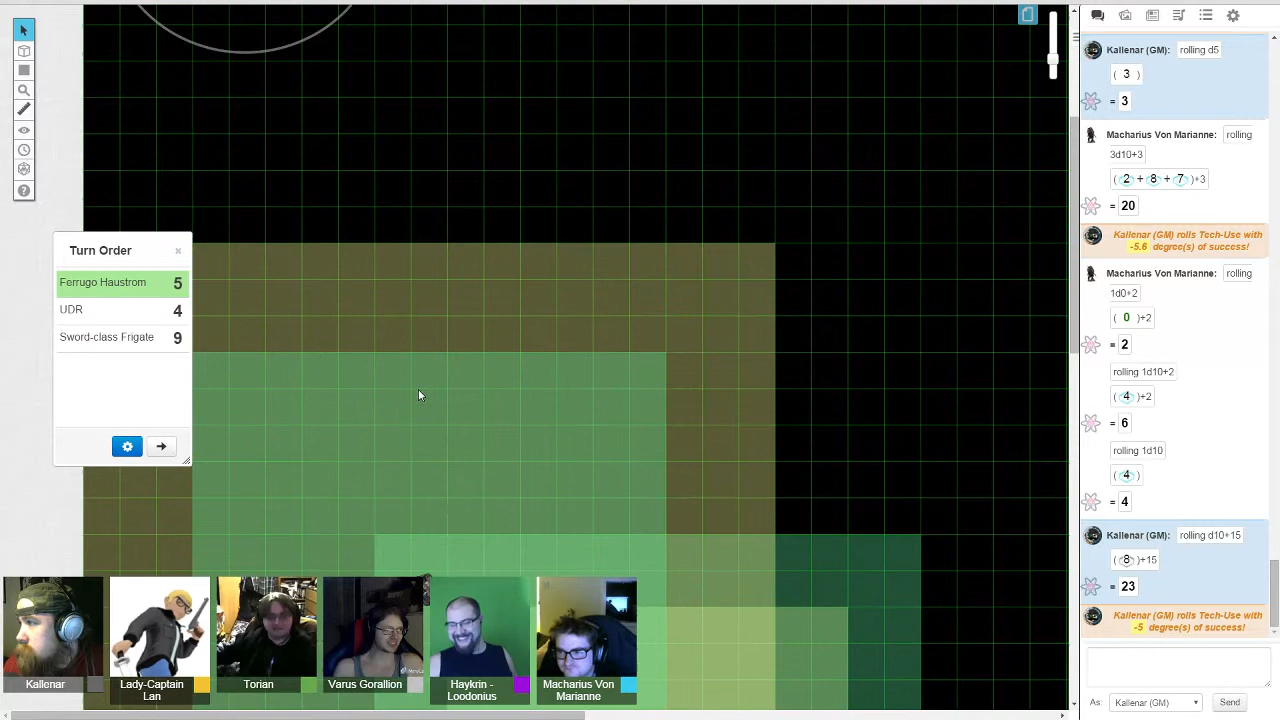 Turn Order ×
Ferrugo Haustrom 5
UDR 4
Sword-class Frigate 9
Kallenar
Lady-Captain
Lan
Torian
Varus Gorallion
Haykrin -
Loodonius
Macharius Von
Marianne
Kallenar (GM): rolling d5
( 3 )
= 3
Macharius Von Marianne: rolling
3d10+3
(2 + 8 + 7)+3
= 20
Kallenar (GM) rolls Tech-Use with
-5.6 degree(s) of success!
Macharius Von Marianne: rolling
1d0+2
( 0 )+2
= 2
rolling 1d10+2
(4)+2
= 6
rolling 1d10
(4)
= 4
Kallenar (GM): rolling d10+15
(8)+15
= 23
Kallenar (GM) rolls Tech-Use with
-5 degree(s) of success!
As: Kallenar (GM) Send